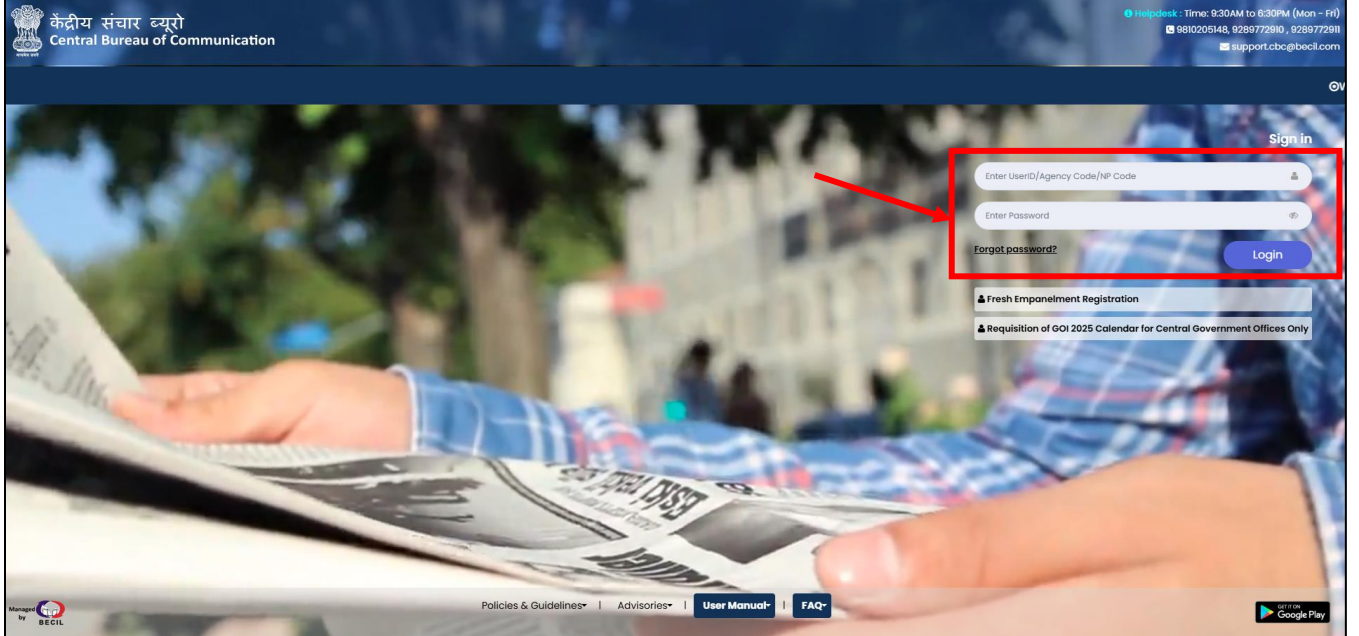 केंद्रीय संचार ब्यूरो
Central Bureau of Communication
सत्यमेव जयते
Helpdesk : Time: 9:30AM to 6:30PM (Mon - Fri)
9810205148, 9289772910 , 9289772911
support.cbc@becil.com
Sign in
Enter UserID/Agency Code/NP Code
Enter Password
Forgot password?
Login
Fresh Empanelment Registration
Requisition of GOI 2025 Calendar for Central Government Offices Only
Managed by BECIL
Policies & Guidelines | Advisories | User Manual | FAQ
GET IT ON
Google Play